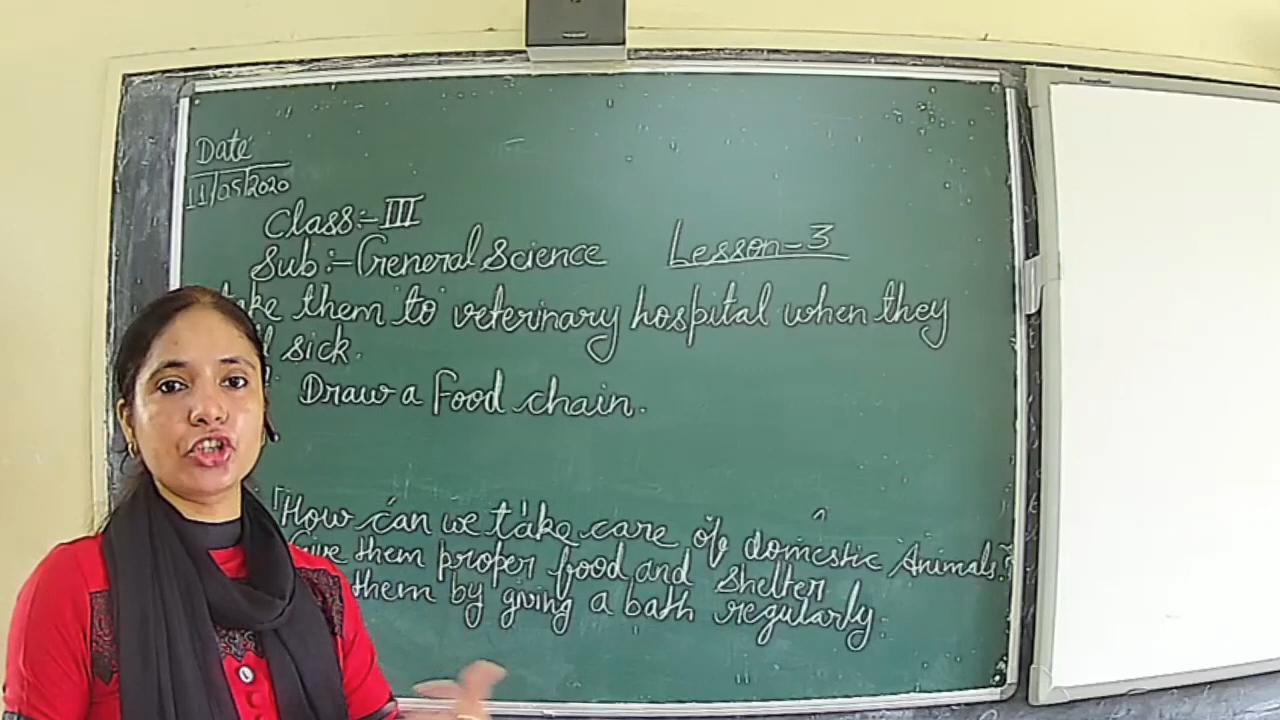 Date
11/05/2020
Class:-III
Sub:-General Science Lesson-3
take them to veterinary hospital when they
sick.
Draw a Food chain.
How can we take care of domestic Animals.?
Give them proper food and shelter
them by giving a bath regularly.